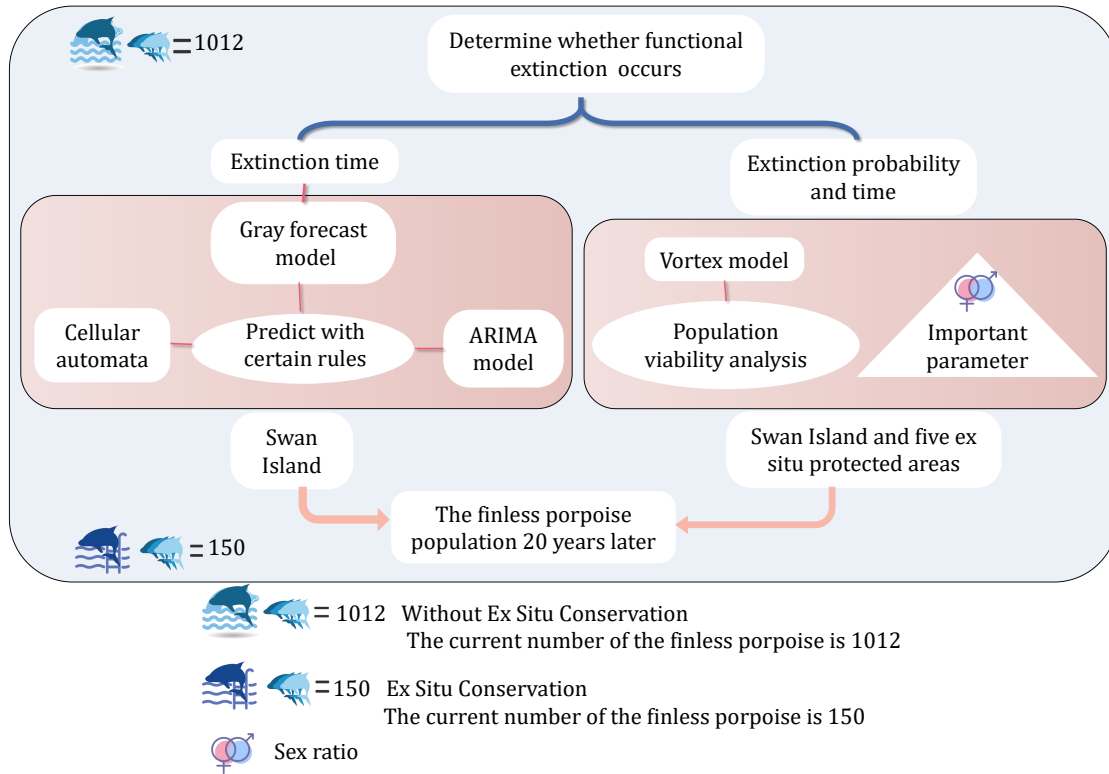 = 1012
Determine whether functional
extinction occurs
Extinction time
Extinction probability
and time
Gray forecast
model
Cellular
automata
Predict with
certain rules
ARIMA
model
Vortex model
Population
viability analysis
Important
parameter
Swan
Island
Swan Island and five ex
situ protected areas
The finless porpoise
population 20 years later
= 150
= 1012 Without Ex Situ Conservation
The current number of the finless porpoise is 1012
= 150 Ex Situ Conservation
The current number of the finless porpoise is 150
Sex ratio